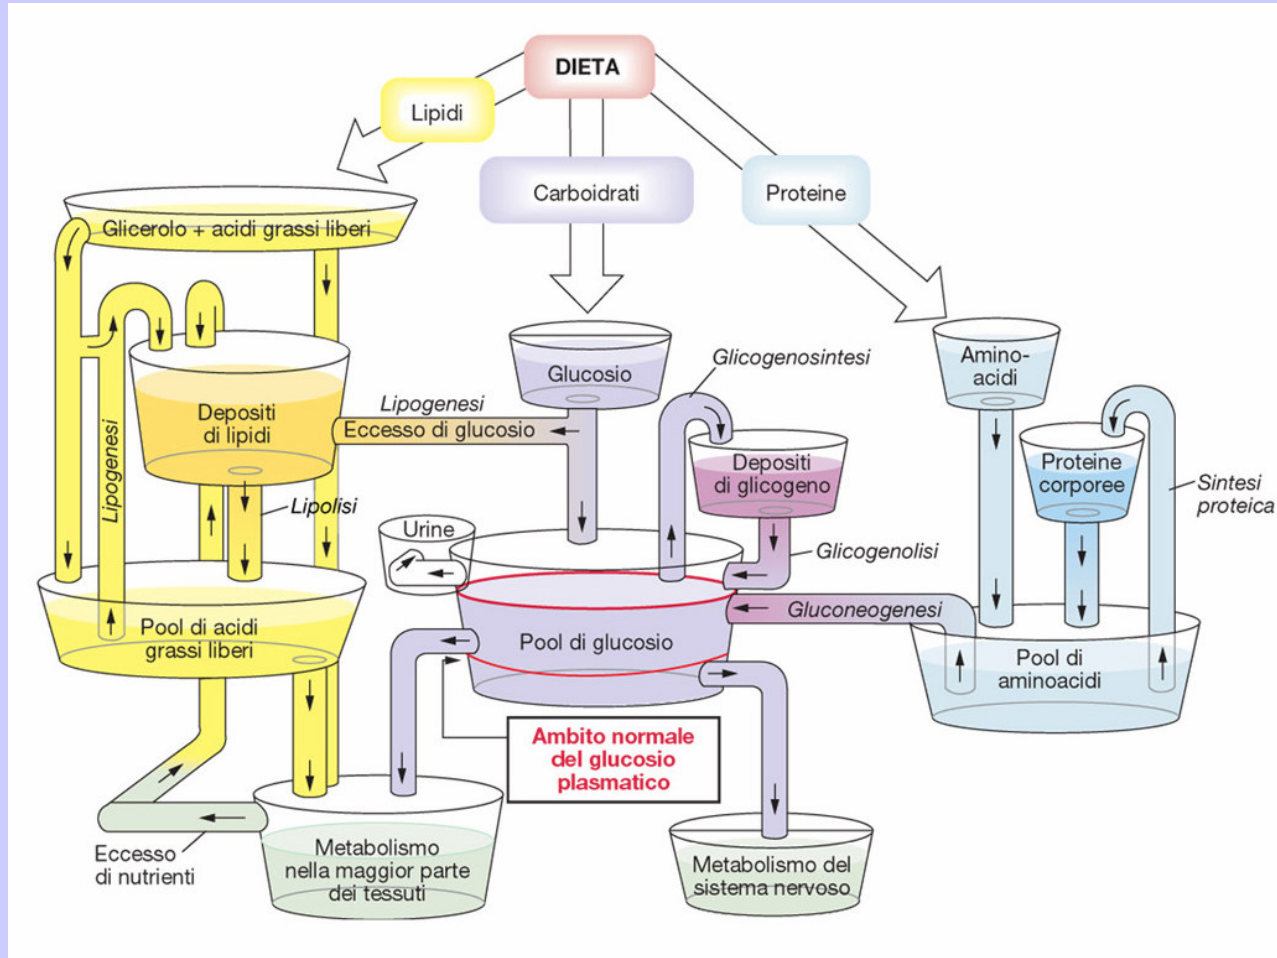 DIETA
Lipidi
Carboidrati
Proteine
Glicerolo + acidi grassi liberi
Glucosio
Glicogenosintesi
Amino-
acidi
Depositi
di lipidi
Lipogenesi
Eccesso di glucosio
Depositi
di glicogeno
Proteine
corporee
Sintesi
proteica
Lipogenesi
Lipolisi
Urine
Glicogenolisi
Gluconeogenesi
Pool di acidi
grassi liberi
Pool di glucosio
Pool di
aminoacidi
Ambito normale
del glucosio
plasmatico
Eccesso
di nutrienti
Metabolismo
nella maggior parte
dei tessuti
Metabolismo del
sistema nervoso